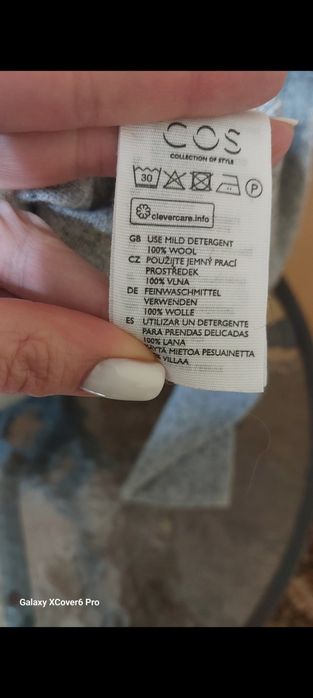 COS
COLLECTION OF STYLE
30
P
clevercare.info
GB USE MILD DETERGENT
100% WOOL
CZ POUŽIJTE JEMNÝ PRACÍ
PROSTŘEDEK
100% VLNA
DE FEINWASCHMITTEL
VERWENDEN
100% WOLLE
ES UTILIZAR UN DETERGENTE
PARA PRENDAS DELICADAS
100% LANA
MIETOA PESUAINETTA
VILLAA
Galaxy XCover6 Pro